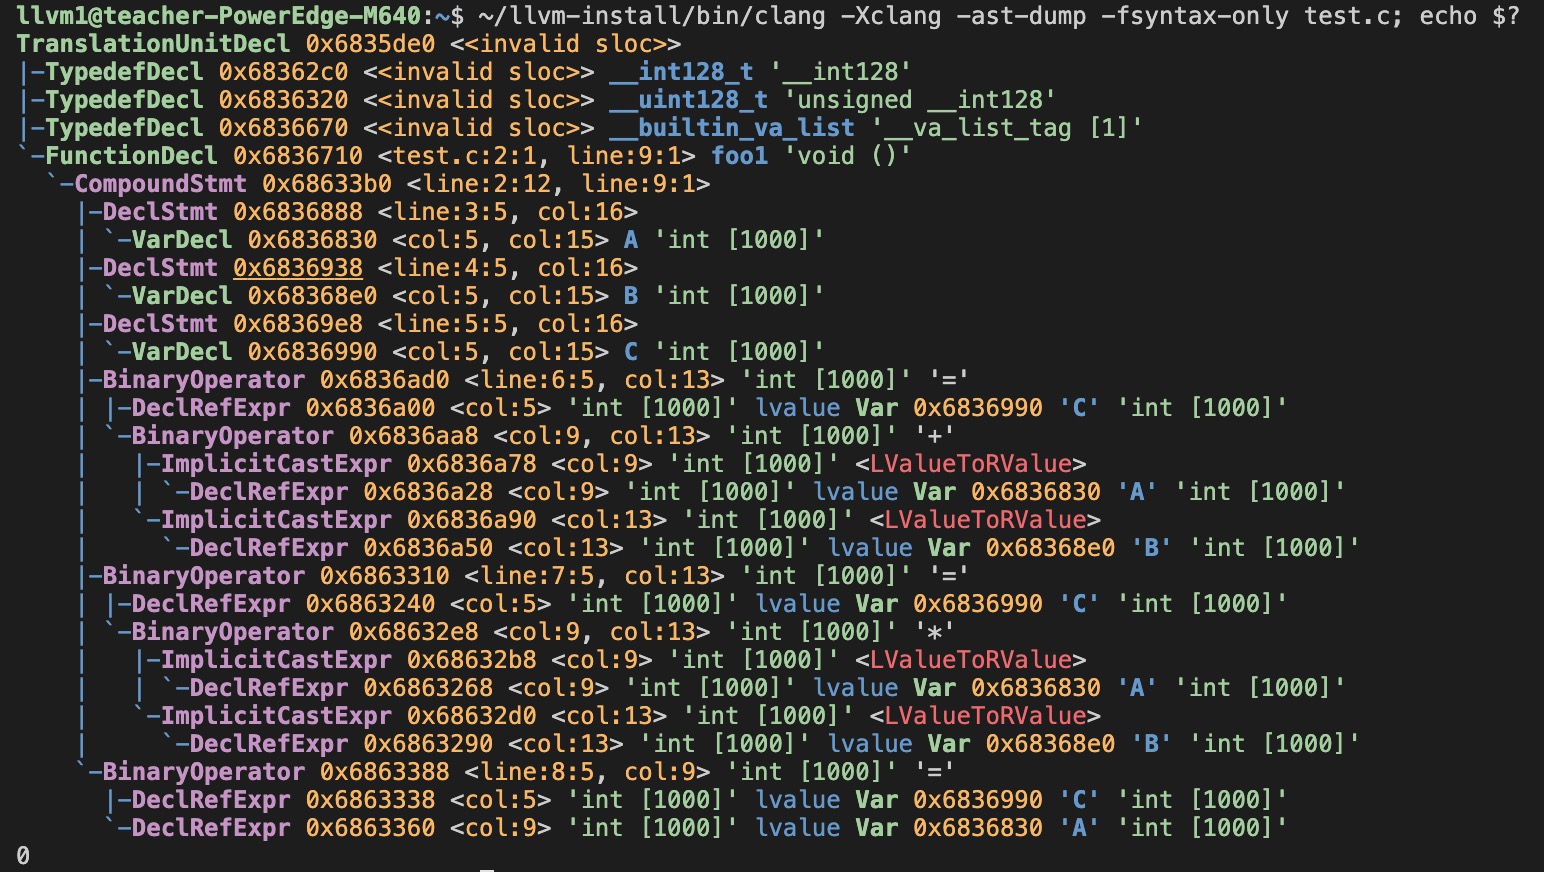 llvm1@teacher-PowerEdge-M640:~$ ~/llvm-install/bin/clang -Xclang -ast-dump -fsyntax-only test.c; echo $?
TranslationUnitDecl 0x6835de0 <<invalid sloc>>
|-TypedefDecl 0x68362c0 <<invalid sloc>> __int128_t '__int128'
|-TypedefDecl 0x6836320 <<invalid sloc>> __uint128_t 'unsigned __int128'
|-TypedefDecl 0x6836670 <<invalid sloc>> __builtin_va_list '__va_list_tag [1]'
`-FunctionDecl 0x6836710 <test.c:2:1, line:9:1> foo1 'void ()'
  `-CompoundStmt 0x68633b0 <line:2:12, line:9:1>
    |-DeclStmt 0x6836888 <line:3:5, col:16>
    | `-VarDecl 0x6836830 <col:5, col:15> A 'int [1000]'
    |-DeclStmt 0x6836938 <line:4:5, col:16>
    | `-VarDecl 0x68368e0 <col:5, col:15> B 'int [1000]'
    |-DeclStmt 0x68369e8 <line:5:5, col:16>
    | `-VarDecl 0x6836990 <col:5, col:15> C 'int [1000]'
    |-BinaryOperator 0x6836ad0 <line:6:5, col:13> 'int [1000]' '='
    | |-DeclRefExpr 0x6836a00 <col:5> 'int [1000]' lvalue Var 0x6836990 'C' 'int [1000]'
    | `-BinaryOperator 0x6836aa8 <col:9, col:13> 'int [1000]' '+'
    |   |-ImplicitCastExpr 0x6836a78 <col:9> 'int [1000]' <LValueToRValue>
    |   | `-DeclRefExpr 0x6836a28 <col:9> 'int [1000]' lvalue Var 0x6836830 'A' 'int [1000]'
    |   `-ImplicitCastExpr 0x6836a90 <col:13> 'int [1000]' <LValueToRValue>
    |     `-DeclRefExpr 0x6836a50 <col:13> 'int [1000]' lvalue Var 0x68368e0 'B' 'int [1000]'
    |-BinaryOperator 0x6863310 <line:7:5, col:13> 'int [1000]' '='
    | |-DeclRefExpr 0x6863240 <col:5> 'int [1000]' lvalue Var 0x6836990 'C' 'int [1000]'
    | `-BinaryOperator 0x68632e8 <col:9, col:13> 'int [1000]' '*'
    |   |-ImplicitCastExpr 0x68632b8 <col:9> 'int [1000]' <LValueToRValue>
    |   | `-DeclRefExpr 0x6863268 <col:9> 'int [1000]' lvalue Var 0x6836830 'A' 'int [1000]'
    |   `-ImplicitCastExpr 0x68632d0 <col:13> 'int [1000]' <LValueToRValue>
    |     `-DeclRefExpr 0x6863290 <col:13> 'int [1000]' lvalue Var 0x68368e0 'B' 'int [1000]'
    `-BinaryOperator 0x6863388 <line:8:5, col:9> 'int [1000]' '='
      |-DeclRefExpr 0x6863338 <col:5> 'int [1000]' lvalue Var 0x6836990 'C' 'int [1000]'
      `-DeclRefExpr 0x6863360 <col:9> 'int [1000]' lvalue Var 0x6836830 'A' 'int [1000]'
0